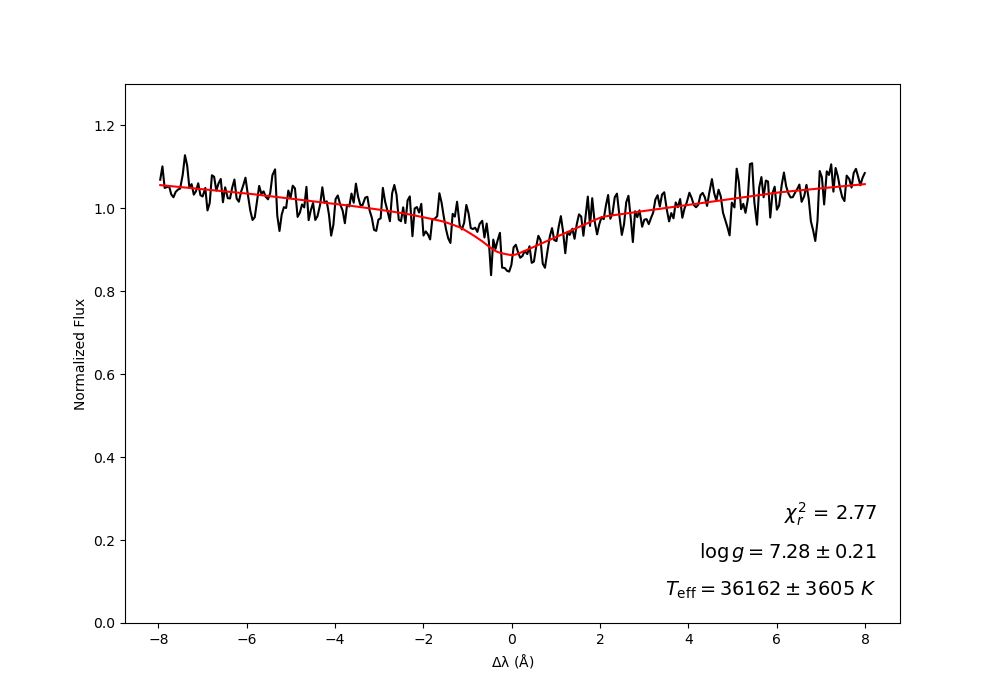 1.2
1.0
0.8
0.6
0.4
0.2
0.0
Normalized Flux
χ²ᵣ = 2.77
log g = 7.28 ± 0.21
T_eff = 36162 ± 3605 K
−8 −6 −4 −2 0 2 4 6 8
Δλ (Å)